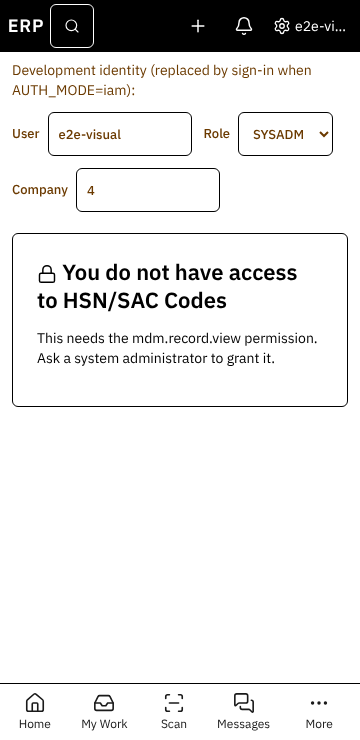 ERP
e2e-vi...
Development identity (replaced by sign-in when
AUTH_MODE=iam):
User e2e-visual Role SYSADM
Company 4
You do not have access
to HSN/SAC Codes
This needs the mdm.record.view permission.
Ask a system administrator to grant it.
Home My Work Scan Messages More